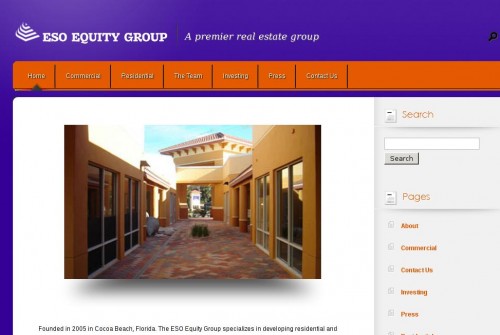 ESO EQUITY GROUP
A premier real estate group
Home Commercial Residential The Team Investing Press Contact Us
Search
Search
Pages
About
Commercial
Contact Us
Investing
Press
Founded in 2005 in Cocoa Beach, Florida. The ESO Equity Group specializes in developing residential and